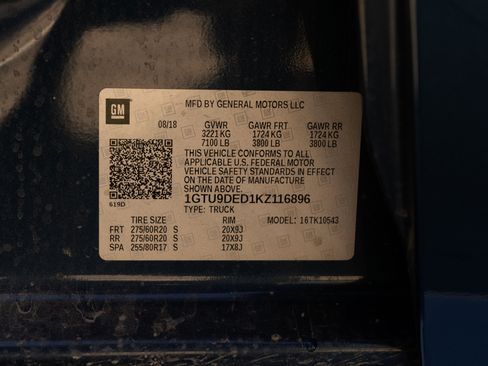 GM
MFD BY GENERAL MOTORS LLC
08/18 GVWR GAWR FRT GAWR RR
3221 KG 1724 KG 1724 KG
7100 LB 3800 LB 3800 LB
THIS VEHICLE CONFORMS TO ALL
APPLICABLE U.S. FEDERAL MOTOR
VEHICLE SAFETY STANDARDS IN EFFECT
ON THE DATE OF MANUFACTURE
SHOWN ABOVE.
619D
1GTU9DED1KZ116896
TYPE: TRUCK
TIRE SIZE RIM MODEL: 16TK10543
FRT 275/60R20 S 20X9J
RR 275/60R20 S 20X9J
SPA 255/80R17 S 17X8J